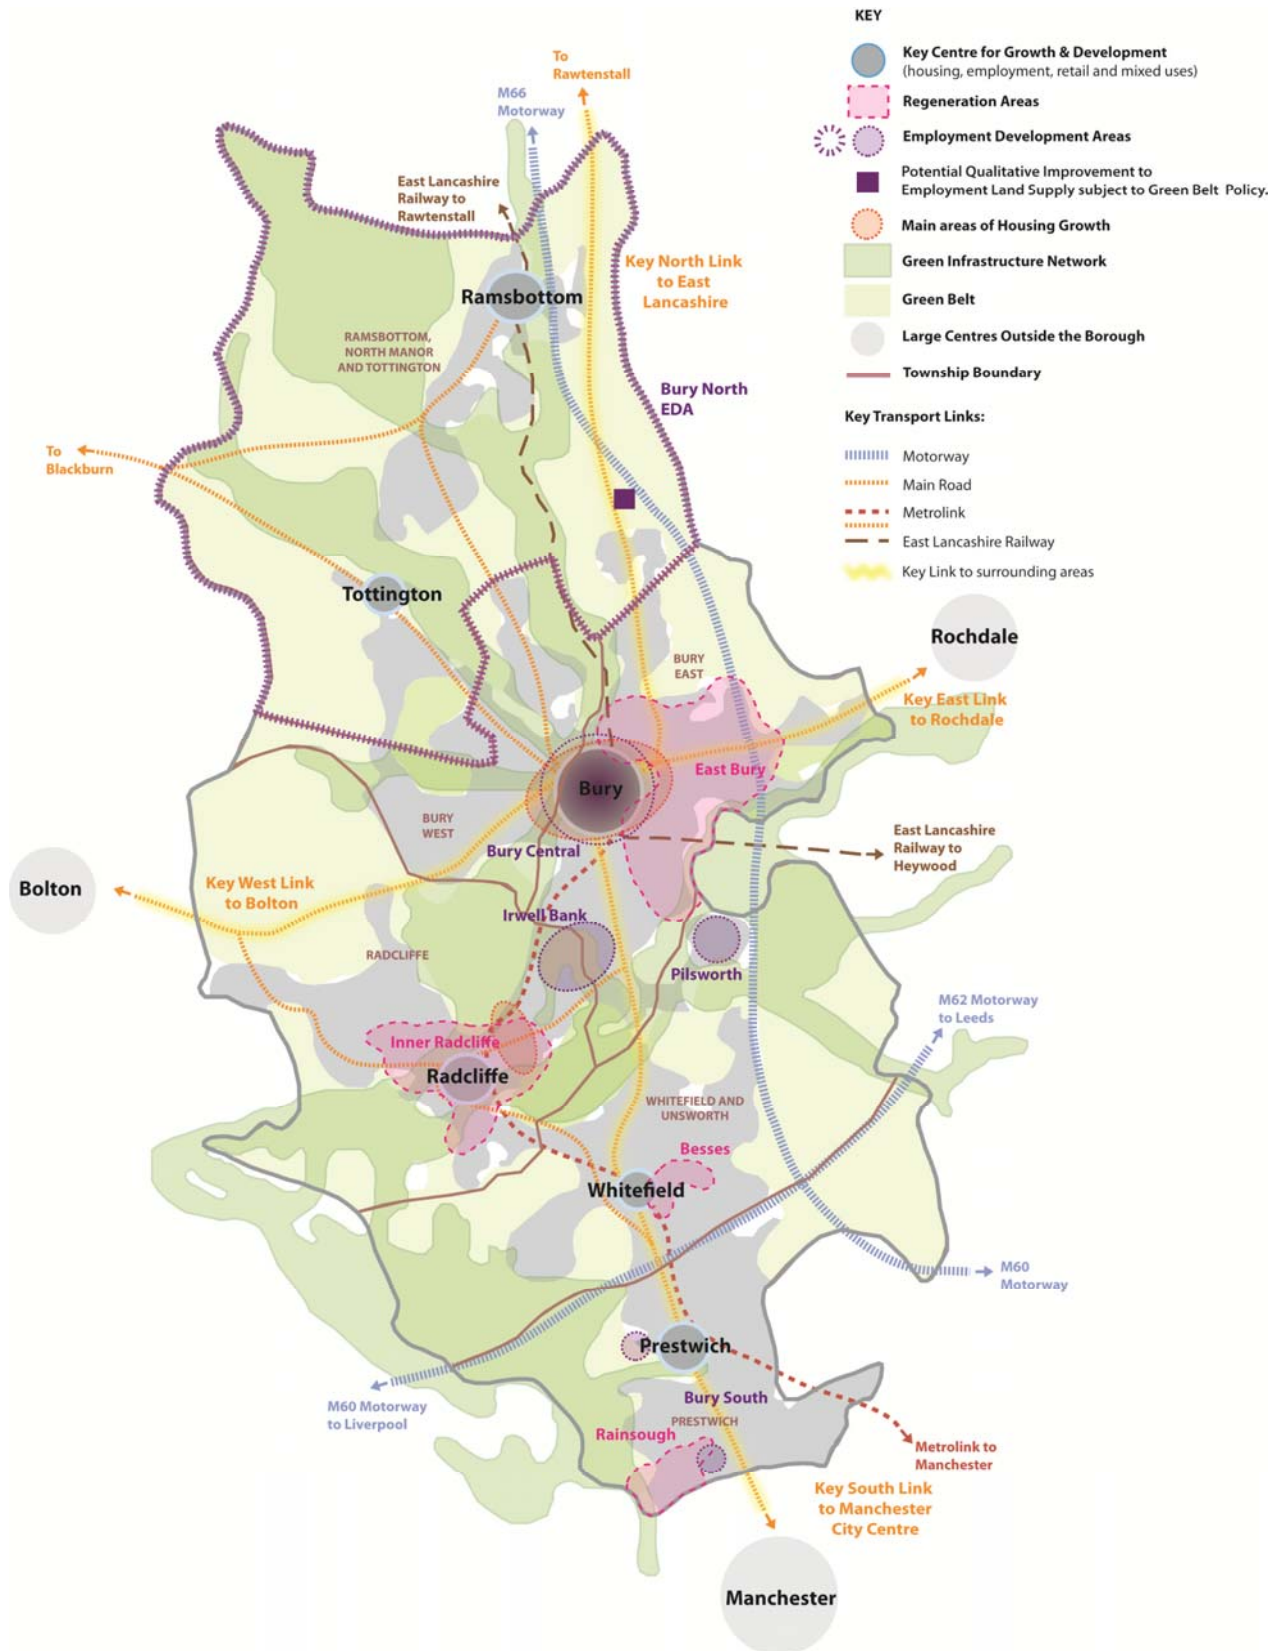 KEY
Key Centre for Growth & Development
(housing, employment, retail and mixed uses)
Regeneration Areas
Employment Development Areas
Potential Qualitative Improvement to
Employment Land Supply subject to Green Belt Policy.
Main areas of Housing Growth
Green Infrastructure Network
Green Belt
Large Centres Outside the Borough
Township Boundary
Key Transport Links:
Motorway
Main Road
Metrolink
East Lancashire Railway
Key Link to surrounding areas
To
Rawtenstall
M66
Motorway
East Lancashire
Railway to
Rawtenstall
Key North Link
to East
Lancashire
Ramsbottom
RAMSBOTTOM,
NORTH MANOR
AND TOTTINGTON
Bury North
EDA
To
Blackburn
Tottington
Rochdale
BURY
EAST
Key East Link
to Rochdale
East Bury
Bury
BURY
WEST
Bury Central
East Lancashire
Railway to
Heywood
Bolton
Key West Link
to Bolton
Irwell Bank
RADCLIFFE
Pilsworth
M62 Motorway
to Leeds
Inner Radcliffe
Radcliffe
WHITEFIELD AND
UNSWORTH
Besses
Whitefield
M60
Motorway
Prestwich
M60 Motorway
to Liverpool
Bury South
PRESTWICH
Rainsough
Metrolink to
Manchester
Key South Link
to Manchester
City Centre
Manchester